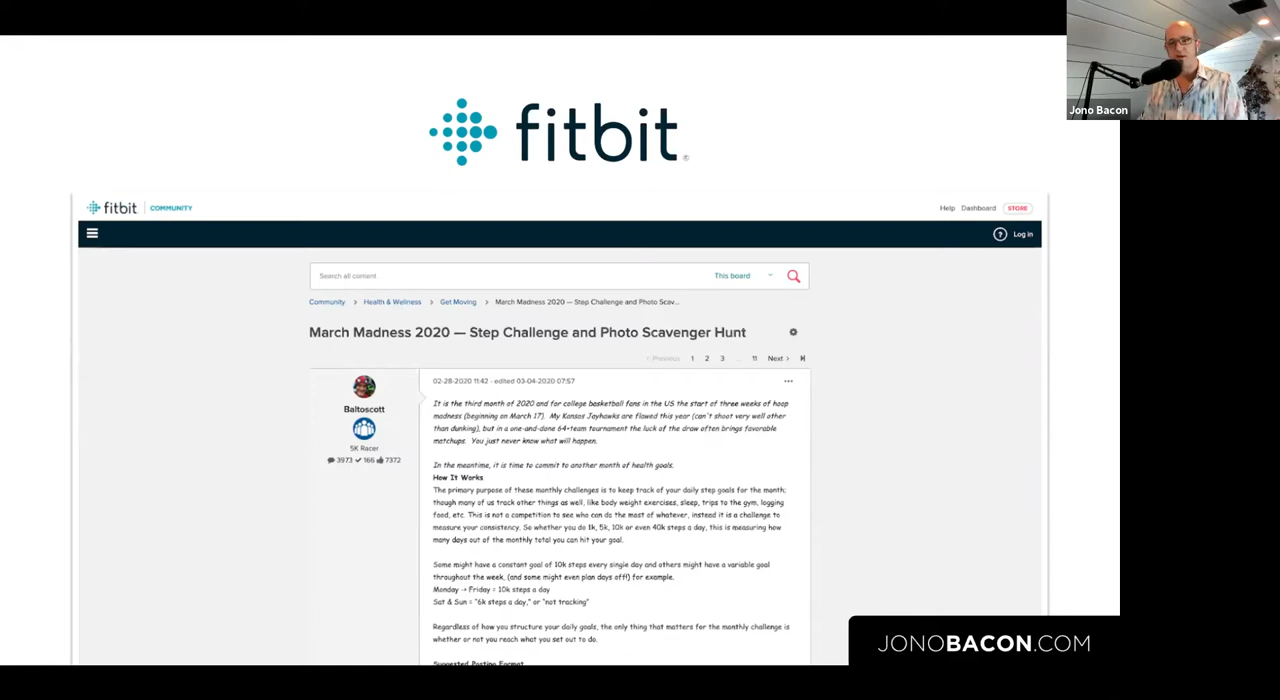 fitbit
Jono Bacon
fitbit COMMUNITY Help Dashboard STORE
? Log in
Search all content This board
Community > Health & Wellness > Get Moving > March Madness 2020 — Step Challenge and Photo Scav...
March Madness 2020 — Step Challenge and Photo Scavenger Hunt
Previous 1 2 3 ... 11 Next >
02-28-2020 11:42 - edited 03-04-2020 07:57
Baltoscott
5K Racer
3973 166 7372
It is the third month of 2020 and for college basketball fans in the US the start of three weeks of hoop
madness (beginning on March 17). My Kansas Jayhawks are flawed this year (can't shoot very well other
than dunking), but in a one-and-done 64+team tournament the luck of the draw often brings favorable
matchups. You just never know what will happen.
In the meantime, it is time to commit to another month of health goals.
How It Works
The primary purpose of these monthly challenges is to keep track of your daily step goals for the month;
though many of us track other things as well, like body weight exercises, sleep, trips to the gym, logging
food, etc. This is not a competition to see who can do the most of whatever, instead it is a challenge to
measure your consistency. So whether you do 1k, 5k, 10k or even 40k steps a day, this is measuring how
many days out of the monthly total you can hit your goal.
Some might have a constant goal of 10k steps every single day and others might have a variable goal
throughout the week, (and some might even plan days off!) for example.
Monday -> Friday = 10k steps a day
Sat & Sun = "6k steps a day," or "not tracking"
Regardless of how you structure your daily goals, the only thing that matters for the monthly challenge is
whether or not you reach what you set out to do.
Suggested Posting Format
JONOBACON.COM